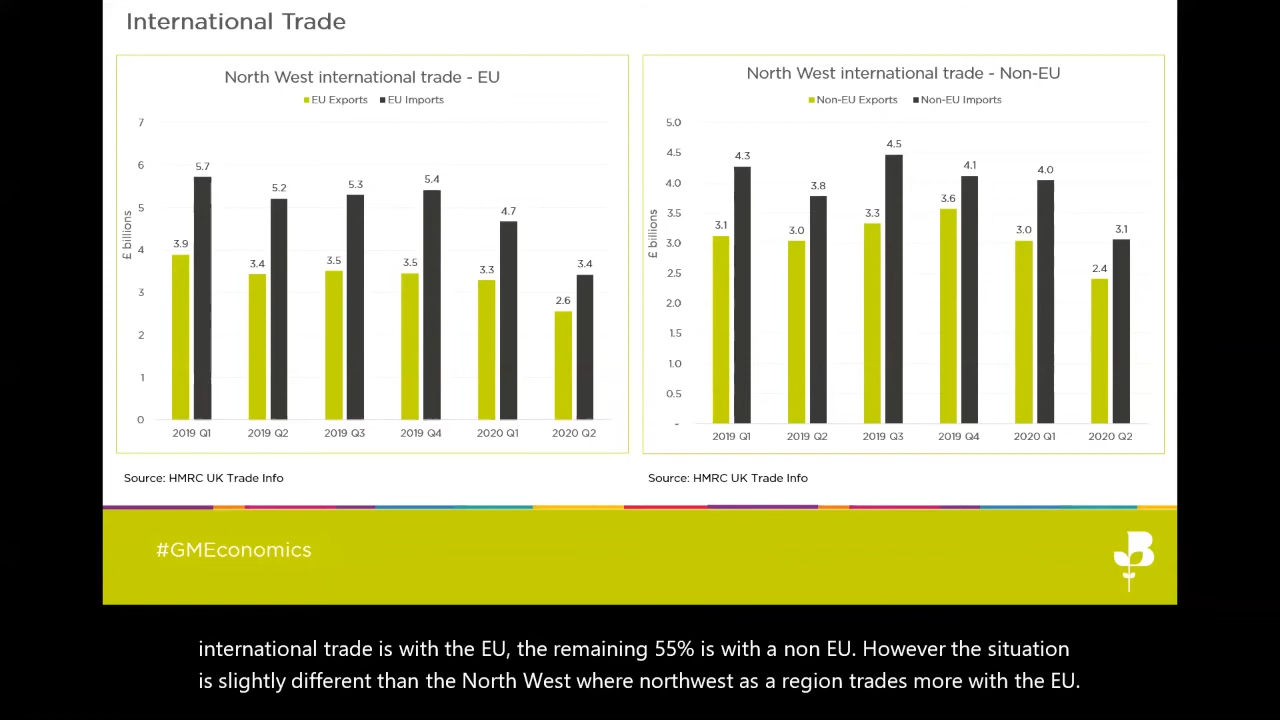 International Trade
North West international trade - EU
EU Exports EU Imports
7
6
5
4
3
2
1
0
£ billions
3.9 5.7
3.4 5.2
3.5 5.3
3.5 5.4
3.3 4.7
2.6 3.4
2019 Q1 2019 Q2 2019 Q3 2019 Q4 2020 Q1 2020 Q2
Source: HMRC UK Trade Info
North West international trade - Non-EU
Non-EU Exports Non-EU Imports
5.0
4.5
4.0
3.5
3.0
2.5
2.0
1.5
1.0
0.5
-
£ billions
3.1 4.3
3.0 3.8
3.3 4.5
3.6 4.1
3.0 4.0
2.4 3.1
2019 Q1 2019 Q2 2019 Q3 2019 Q4 2020 Q1 2020 Q2
Source: HMRC UK Trade Info
#GMEconomics
B
international trade is with the EU, the remaining 55% is with a non EU. However the situation
is slightly different than the North West where northwest as a region trades more with the EU.